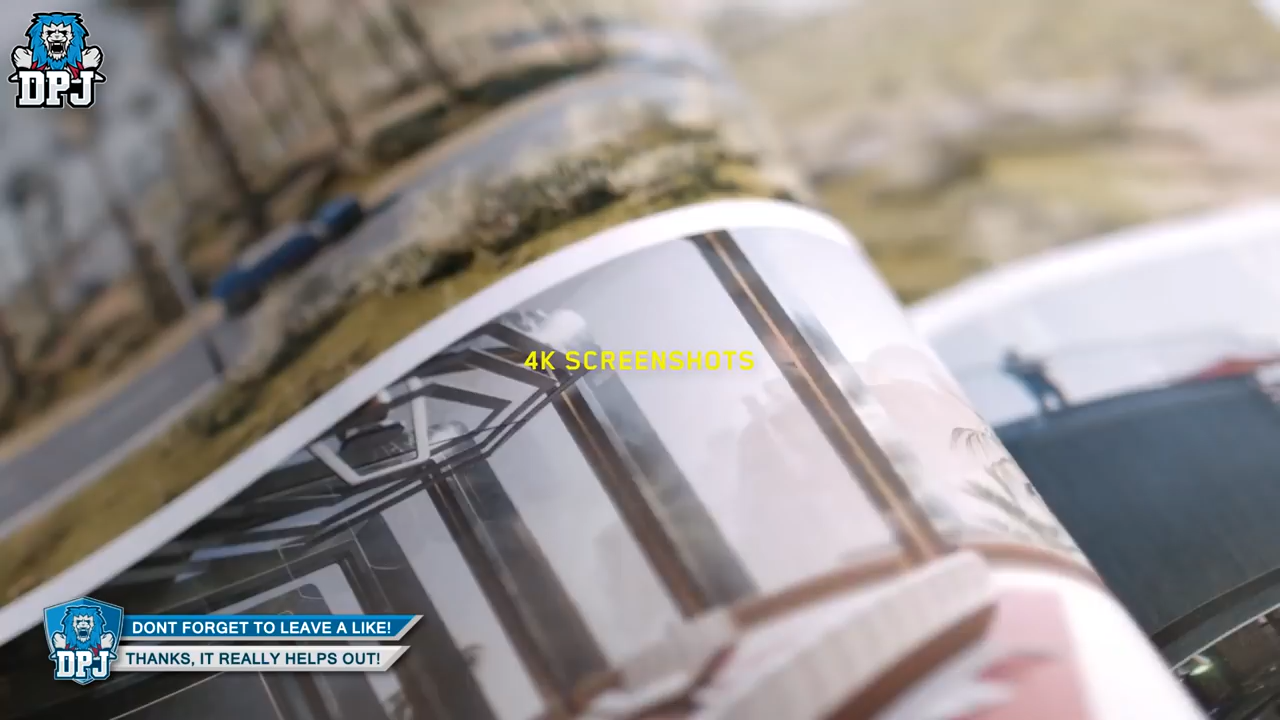 DPJ
4K SCREENSHOTS
DONT FORGET TO LEAVE A LIKE!
DPJ
THANKS, IT REALLY HELPS OUT!